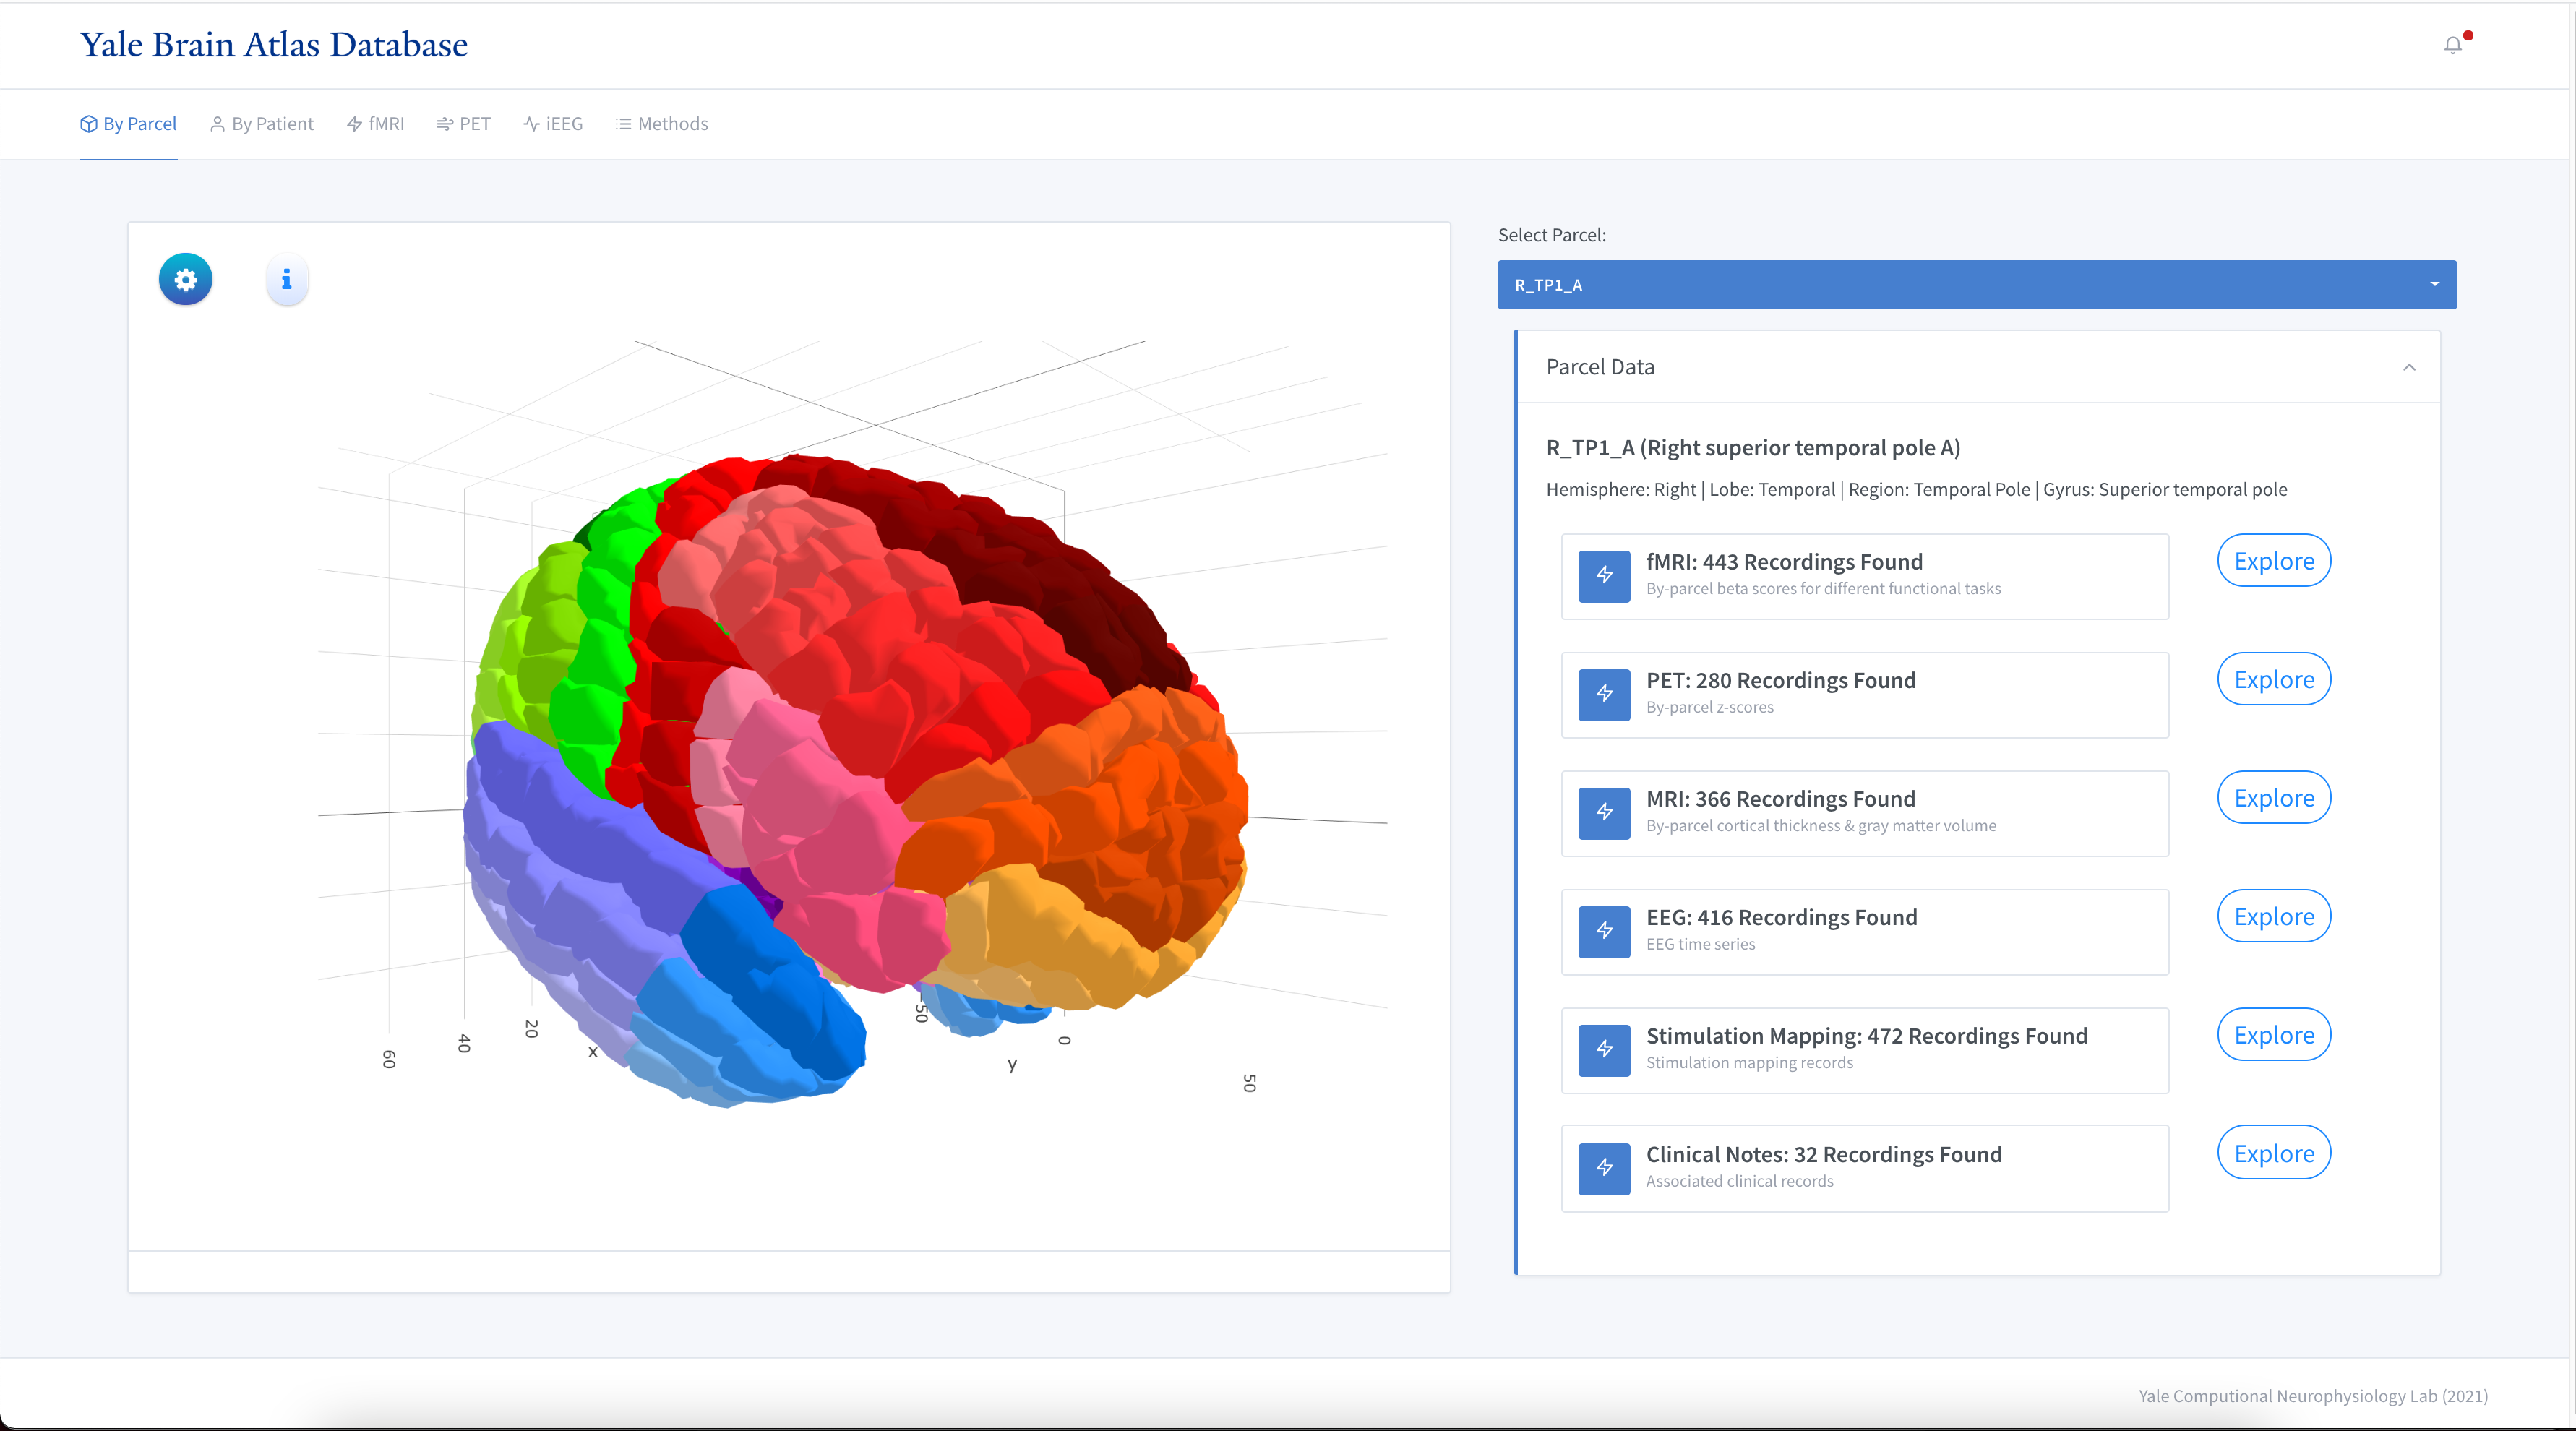 Yale Brain Atlas Database
By Parcel By Patient fMRI PET iEEG Methods
Select Parcel:
R_TP1_A
Parcel Data
R_TP1_A (Right superior temporal pole A)
Hemisphere: Right | Lobe: Temporal | Region: Temporal Pole | Gyrus: Superior temporal pole
fMRI: 443 Recordings Found
By-parcel beta scores for different functional tasks
Explore
PET: 280 Recordings Found
By-parcel z-scores
Explore
MRI: 366 Recordings Found
By-parcel cortical thickness & gray matter volume
Explore
EEG: 416 Recordings Found
EEG time series
Explore
Stimulation Mapping: 472 Recordings Found
Stimulation mapping records
Explore
Clinical Notes: 32 Recordings Found
Associated clinical records
Explore
60
40
20
x
y
0
50
Yale Computational Neurophysiology Lab (2021)